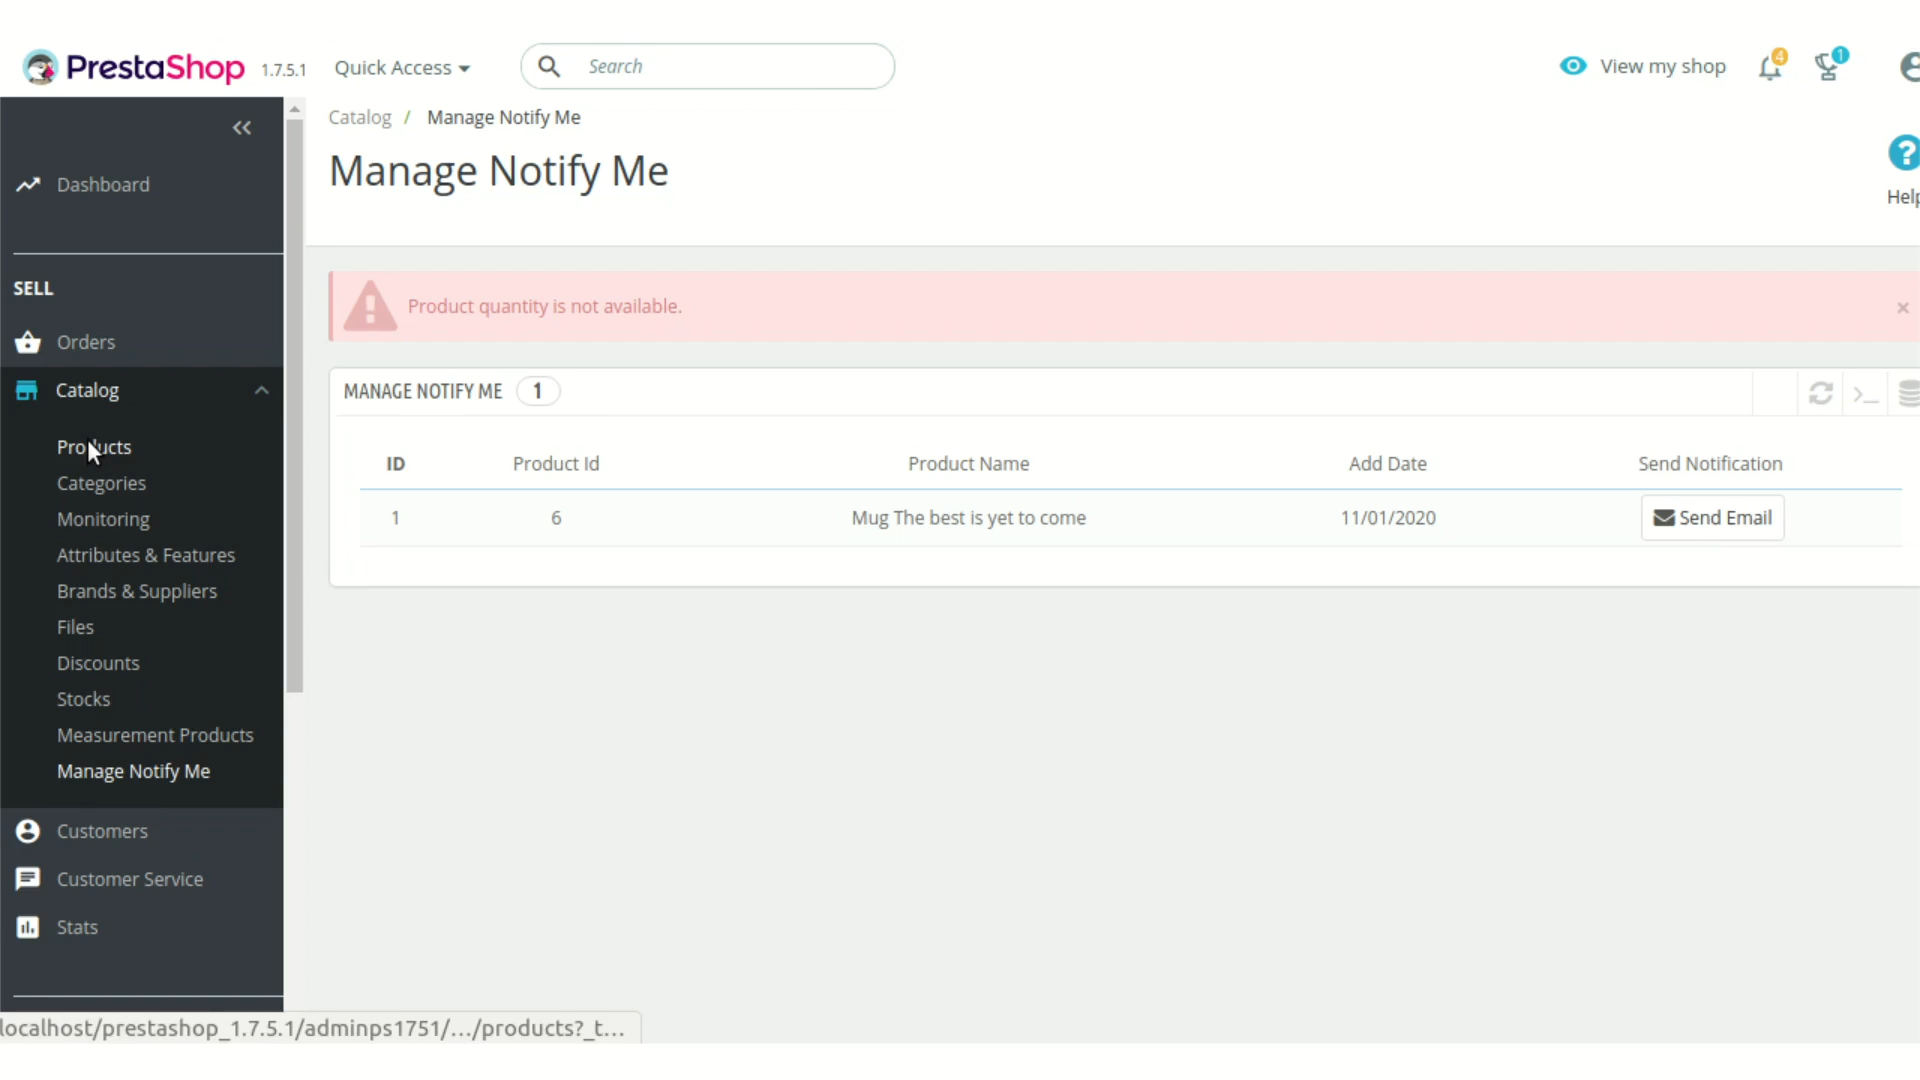 PrestaShop 1.7.5.1 Quick Access Search View my shop 4 1
Catalog / Manage Notify Me
Manage Notify Me
Help
Dashboard
SELL
Orders
Catalog
Products
Categories
Monitoring
Attributes & Features
Brands & Suppliers
Files
Discounts
Stocks
Measurement Products
Manage Notify Me
Customers
Customer Service
Stats
Product quantity is not available.
MANAGE NOTIFY ME 1
ID Product Id Product Name Add Date Send Notification
1 6 Mug The best is yet to come 11/01/2020 Send Email
localhost/prestashop_1.7.5.1/adminps1751/.../products?_t...